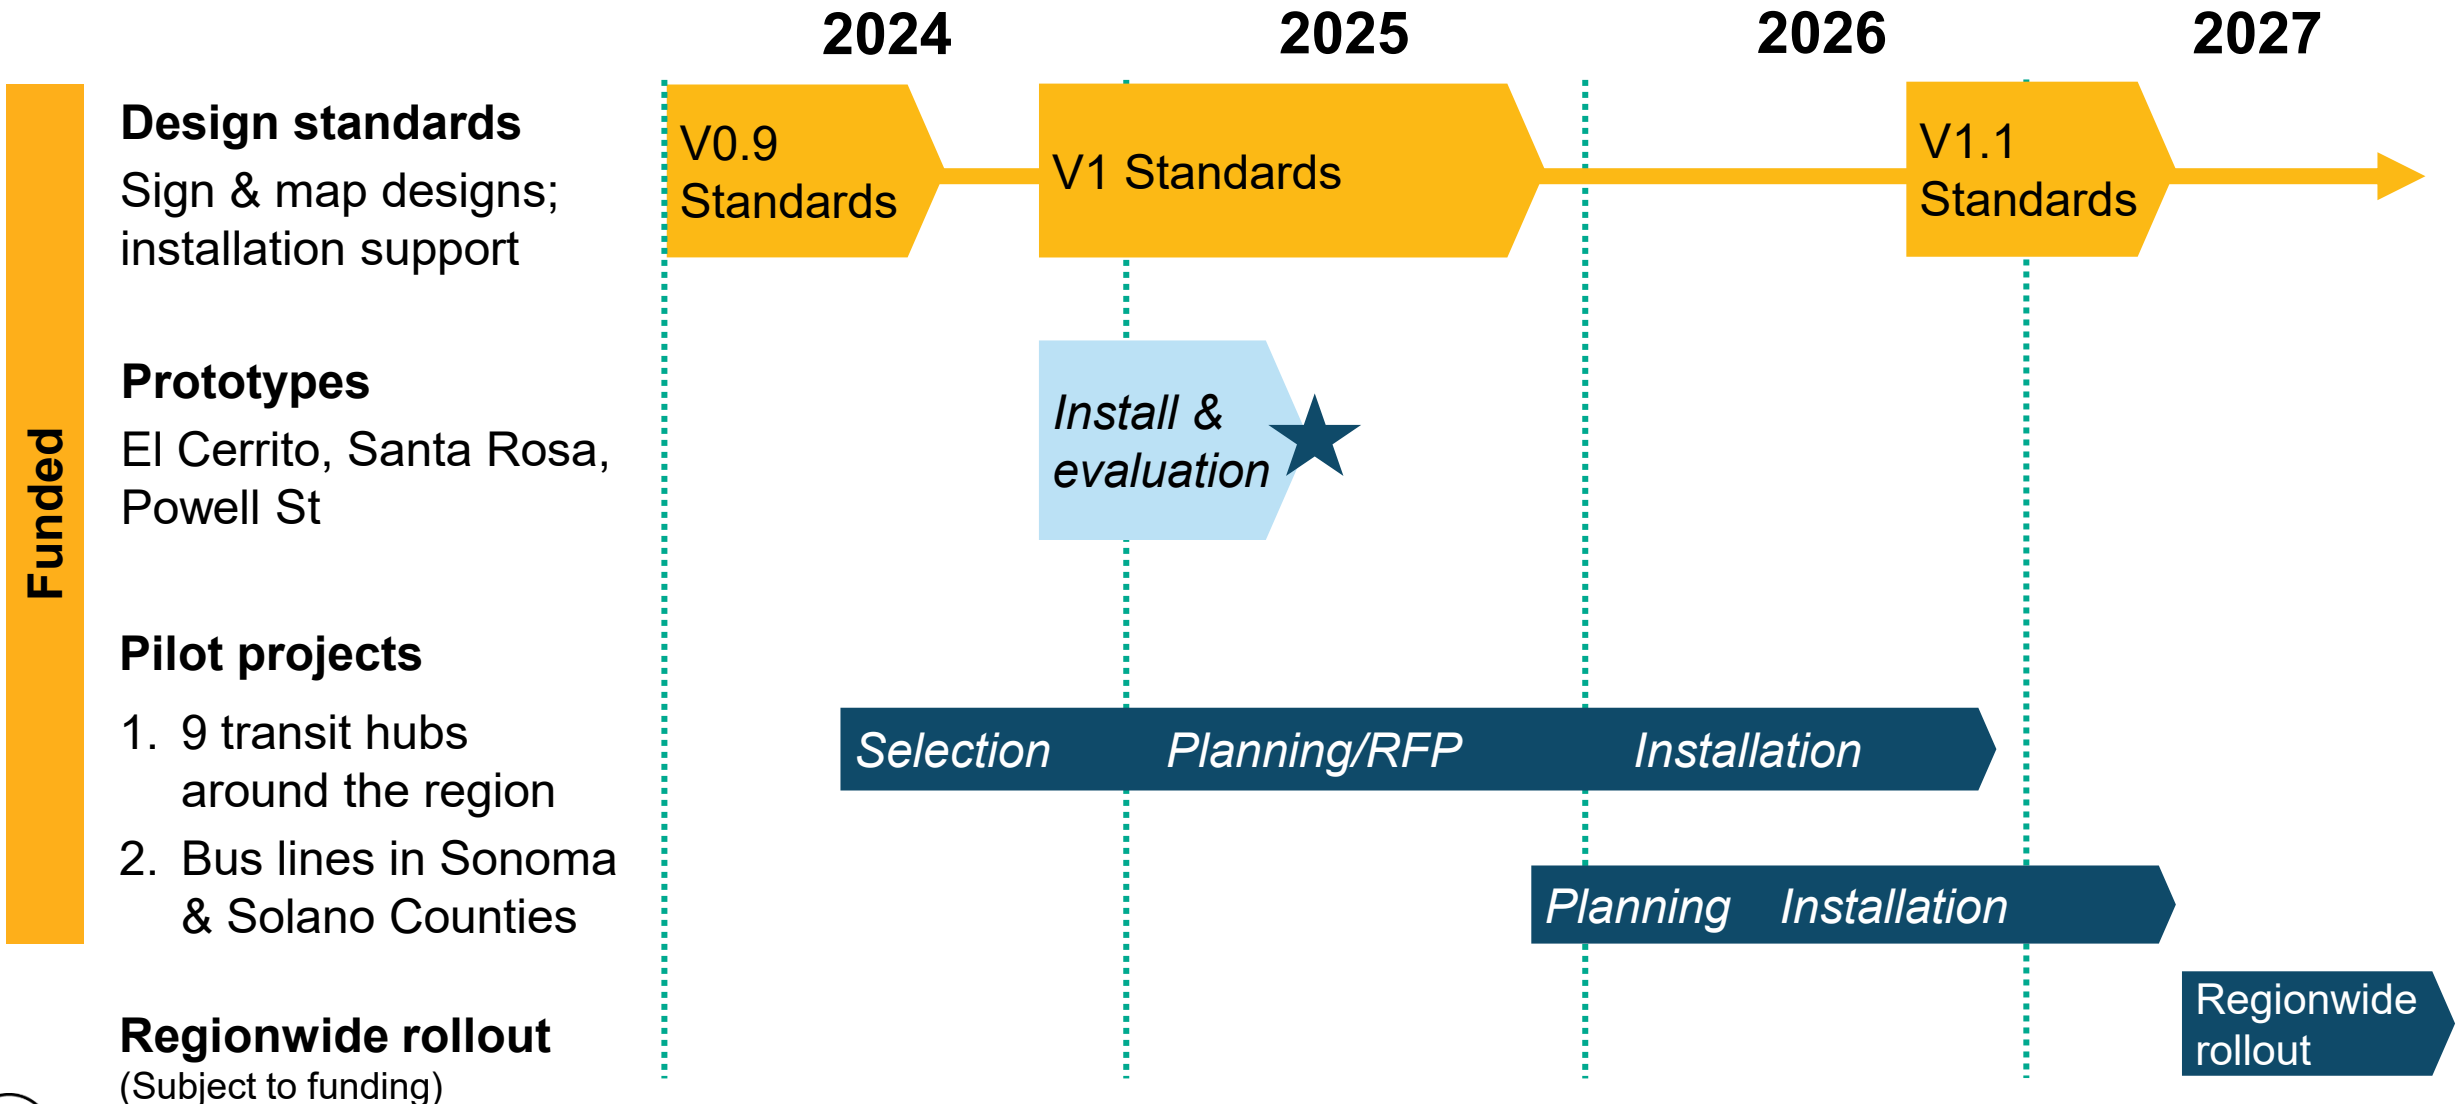 2024 2025 2026 2027
Funded
Design standards
Sign & map designs;
installation support
V0.9
Standards
V1 Standards
V1.1
Standards
Prototypes
El Cerrito, Santa Rosa,
Powell St
Install &
evaluation
Pilot projects
1. 9 transit hubs
around the region
Selection Planning/RFP Installation
2. Bus lines in Sonoma
& Solano Counties
Planning Installation
Regionwide rollout
(Subject to funding)
Regionwide
rollout